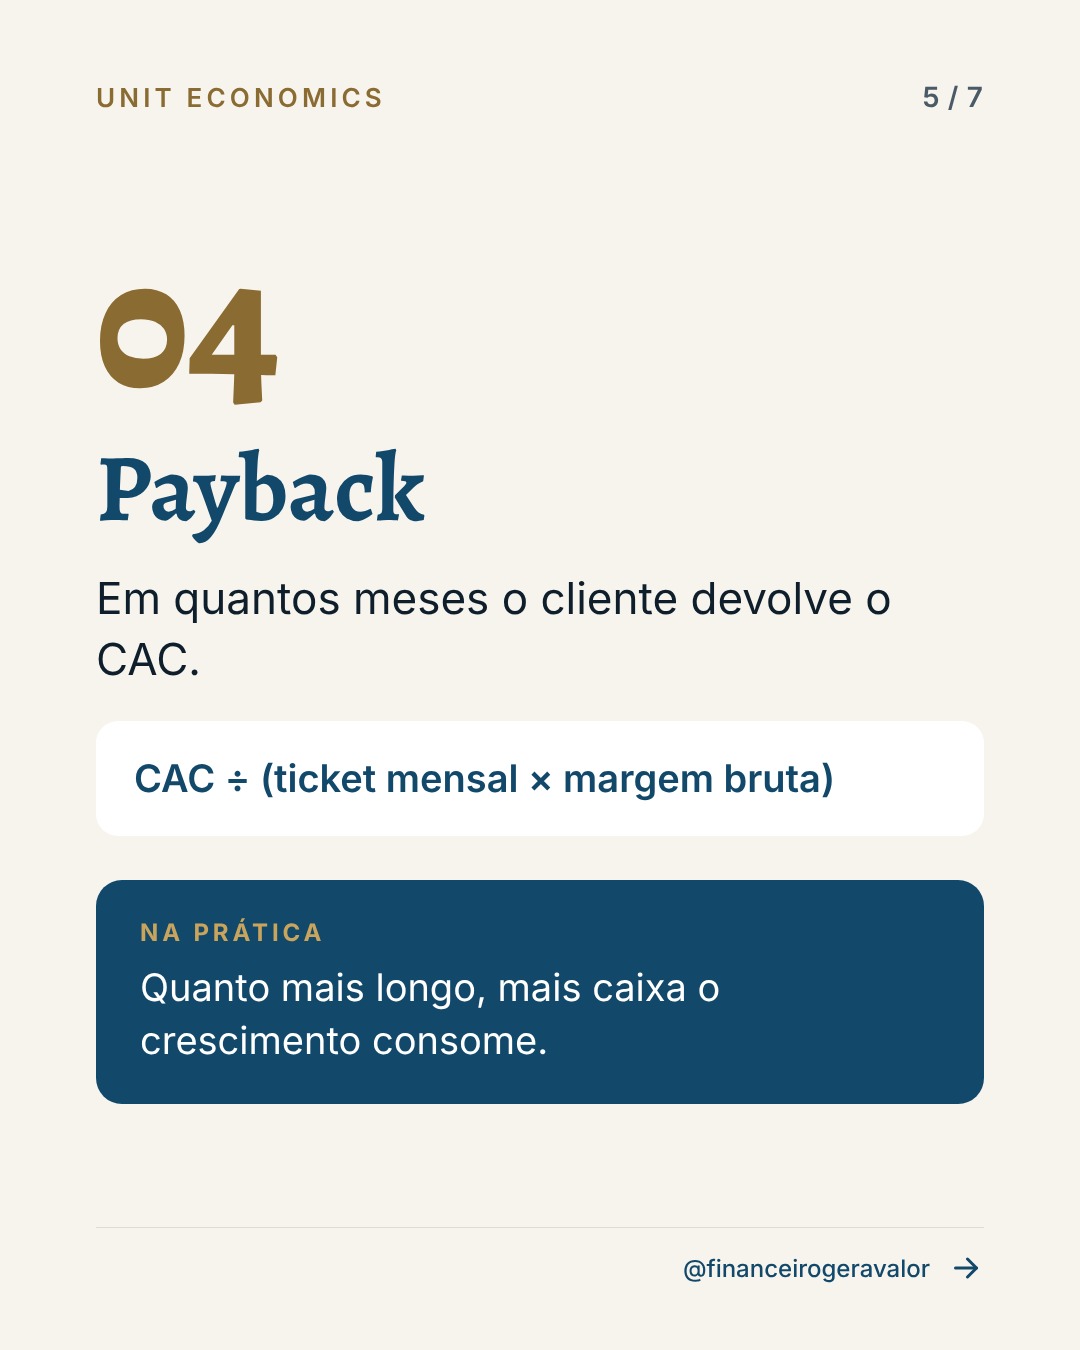 UNIT ECONOMICS
5 / 7
04
Payback
Em quantos meses o cliente devolve o
CAC.
CAC ÷ (ticket mensal × margem bruta)
NA PRÁTICA
Quanto mais longo, mais caixa o
crescimento consome.
@financeirogeravalor →